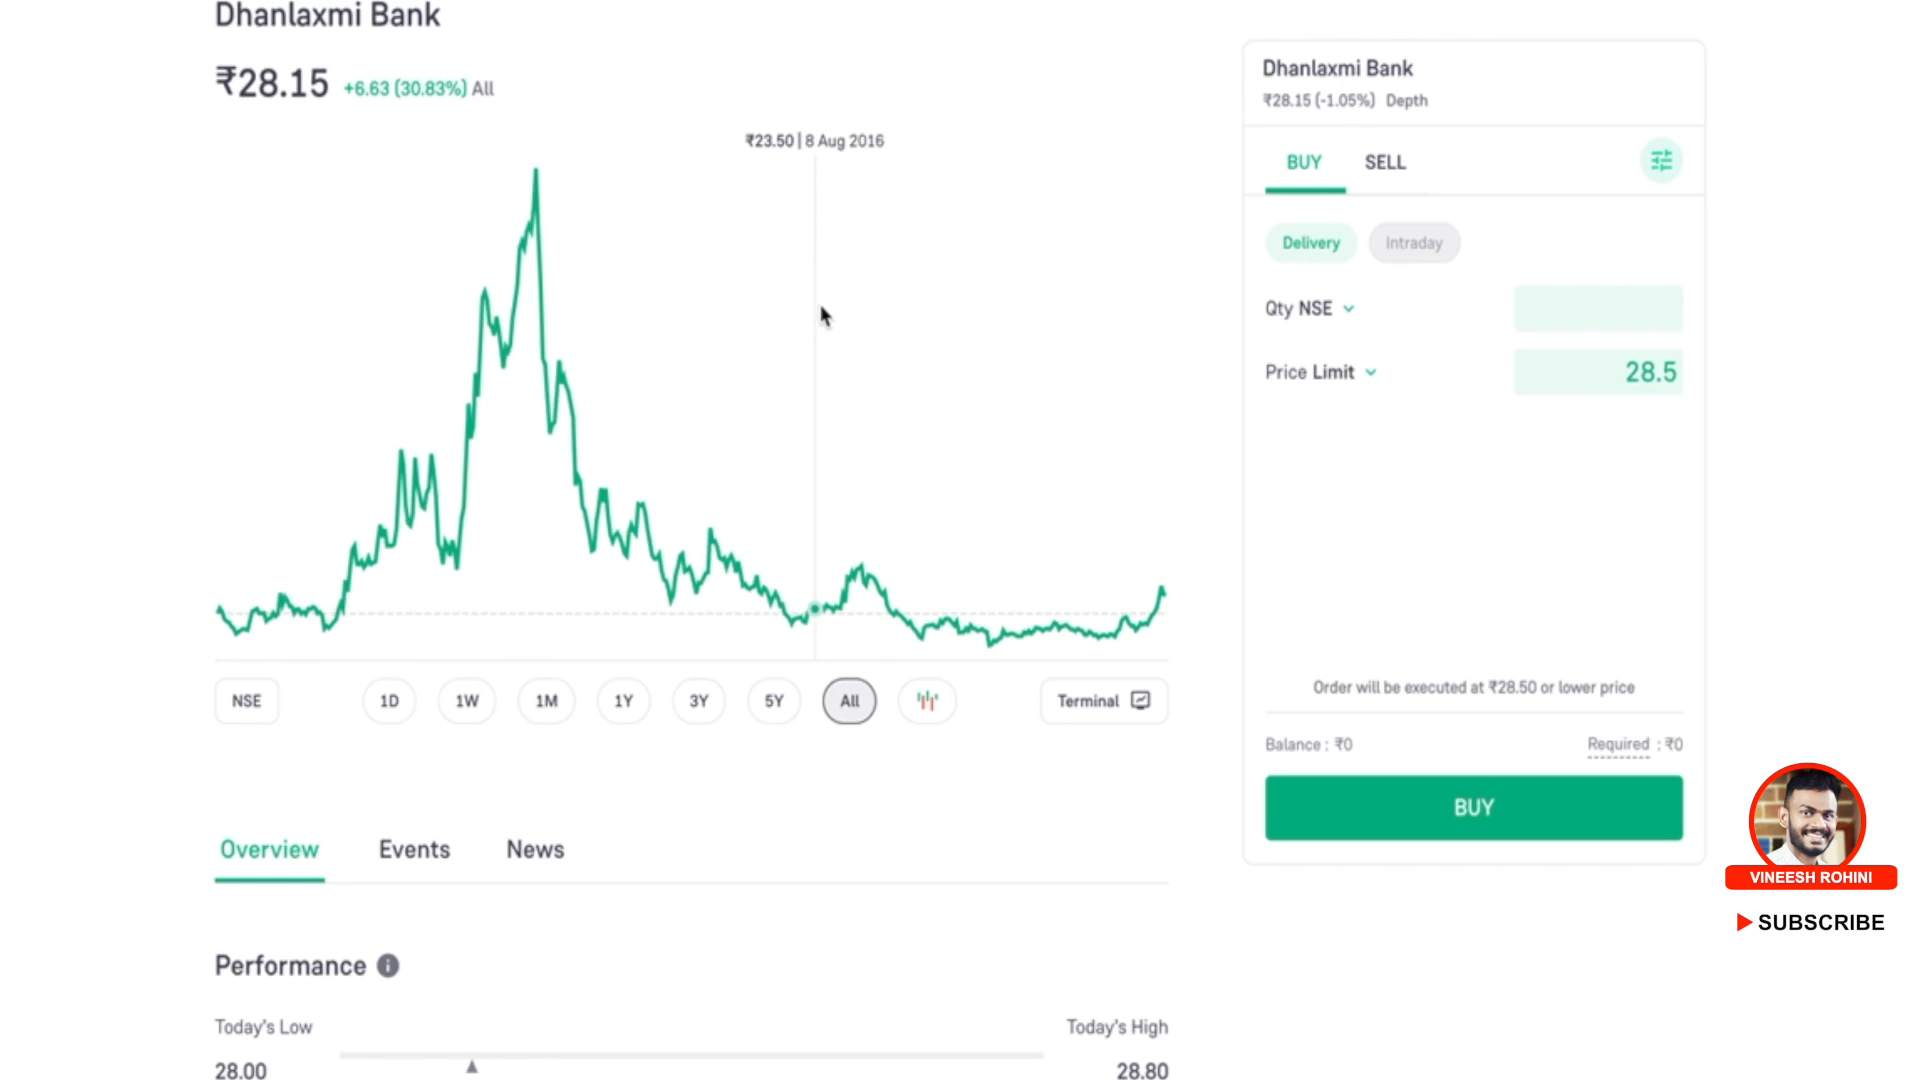 Dhanlaxmi Bank
₹28.15 +6.63 (30.83%) All
₹23.50 | 8 Aug 2016
NSE 1D 1W 1M 1Y 3Y 5Y All Terminal
Overview Events News
Performance
Today's Low Today's High
28.00 28.80
Dhanlaxmi Bank
₹28.15 (-1.05%) Depth
BUY SELL
Delivery Intraday
Qty NSE
Price Limit 28.5
Order will be executed at ₹28.50 or lower price
Balance : ₹0 Required : ₹0
BUY
VINEESH ROHINI
SUBSCRIBE